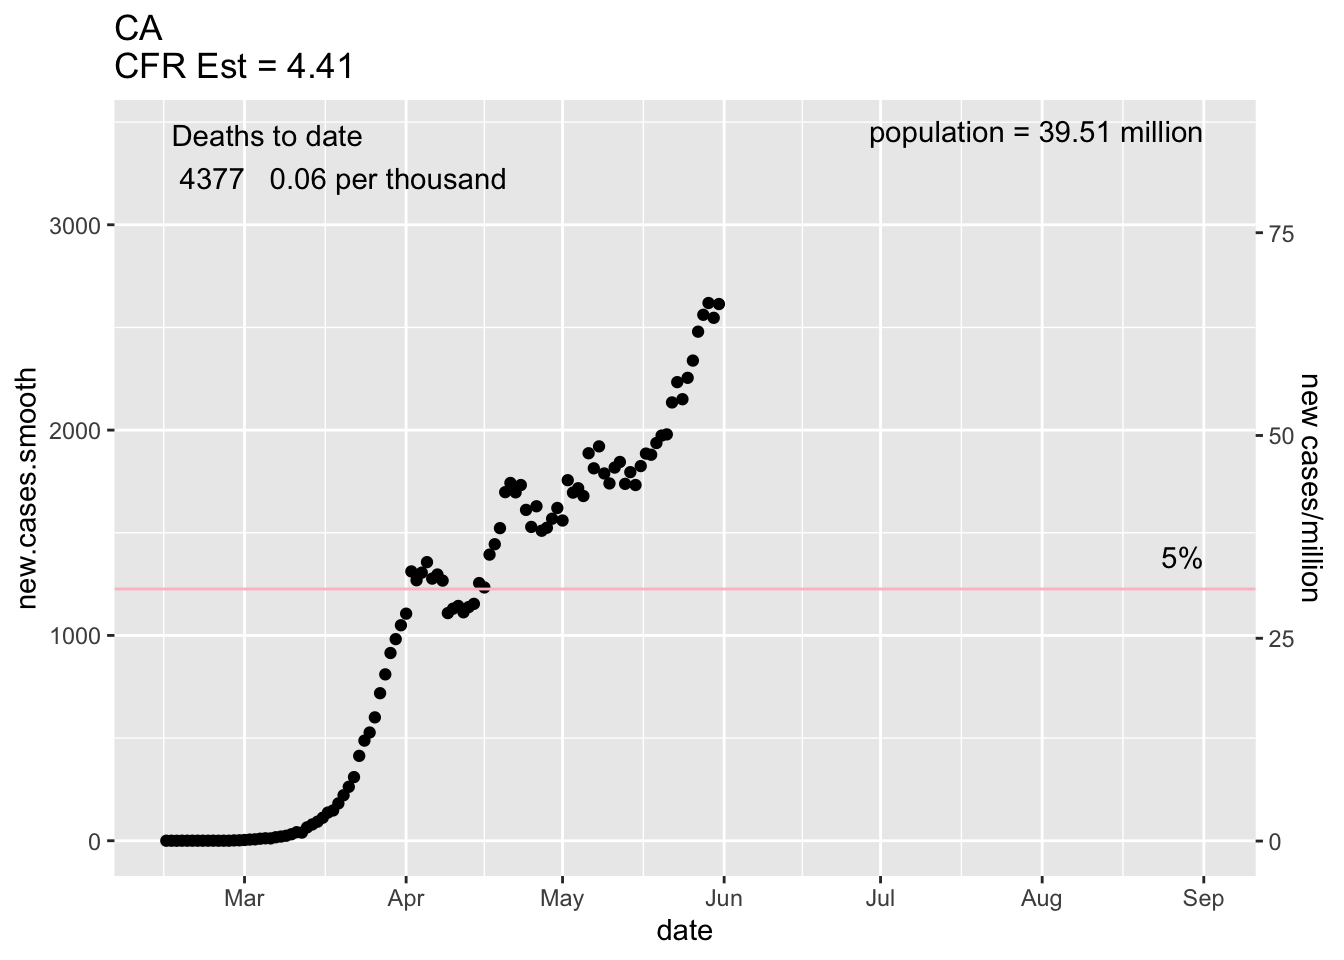 CA
CFR Est = 4.41
Deaths to date
4377 0.06 per thousand
population = 39.51 million
3000
2000
1000
0
new.cases.smooth
75
50
25
0
new cases/million
5%
Mar Apr May Jun Jul Aug Sep
date